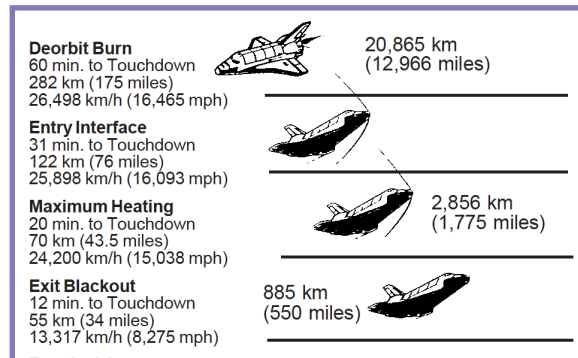 Deorbit Burn
60 min. to Touchdown
282 km (175 miles)
26,498 km/h (16,465 mph)
20,865 km
(12,966 miles)
Entry Interface
31 min. to Touchdown
122 km (76 miles)
25,898 km/h (16,093 mph)
Maximum Heating
20 min. to Touchdown
70 km (43.5 miles)
24,200 km/h (15,038 mph)
2,856 km
(1,775 miles)
Exit Blackout
12 min. to Touchdown
55 km (34 miles)
13,317 km/h (8,275 mph)
885 km
(550 miles)